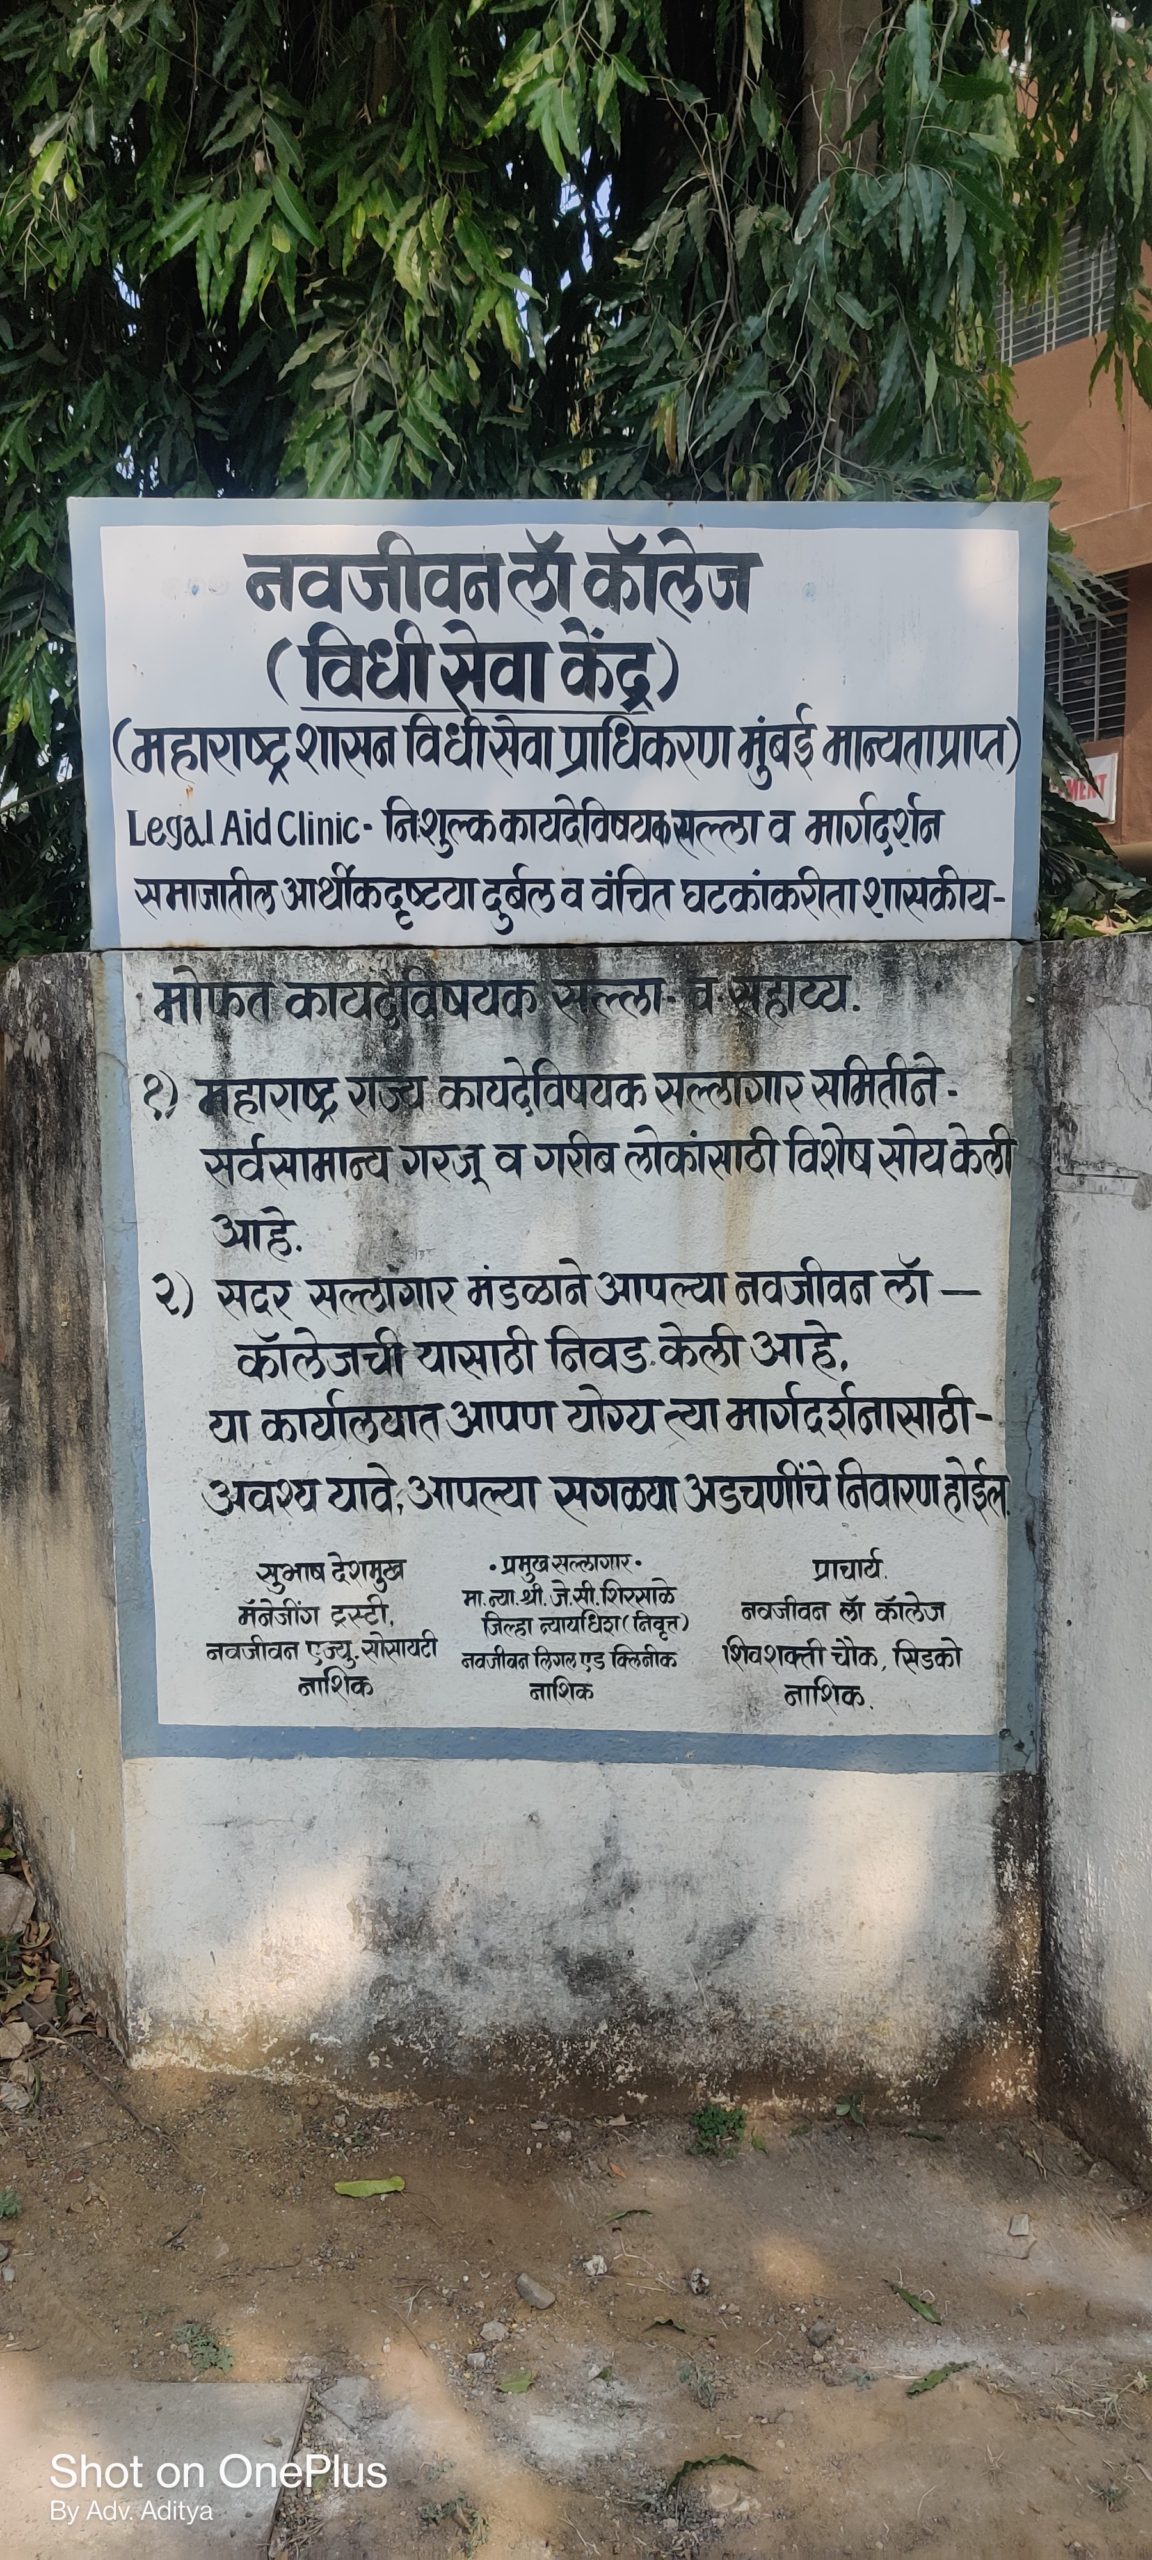 नवजीवन लॉ कॉलेज
(विधी सेवा केंद्र)
(महाराष्ट्र शासन विधी सेवा प्राधिकरण मुंबई मान्यताप्राप्त)
Legal Aid Clinic- निशुल्क कायदेविषयक सल्ला व मार्गदर्शन
समाजातील आर्थीकदृष्टया दुर्बल व वंचित घटकांकरीता शासकीय-
मोफत कायदेविषयक सल्ला- व सहाय्य.
१) महाराष्ट्र राज्य कायदेविषयक सल्लागार समितीने-
सर्वसामान्य गरजू व गरीब लोकांसाठी विशेष सोय केली
आहे.
२) सदर सल्लागार मंडळाने आपल्या नवजीवन लॉ —
कॉलेजची यासाठी निवड केली आहे.
या कार्यालयात आपण योग्य त्या मार्गदर्शनासाठी-
अवश्य यावे, आपल्या सगळया अडचणींचे निवारण होईल.
सुभाष देशमुख
मॅनेजींग ट्रस्टी,
नवजीवन एज्यु. सोसायटी
नाशिक
• प्रमुख सल्लागार •
मा. न्या. श्री. जे. सी. शिरसाळे
जिल्हा न्यायधिश (निवृत्त)
नवजीवन लिगल एड क्लिनीक
नाशिक
प्राचार्य.
नवजीवन लॉ कॉलेज
शिवशक्ती चौक, सिडको
नाशिक.
Shot on OnePlus
By Adv. Aditya